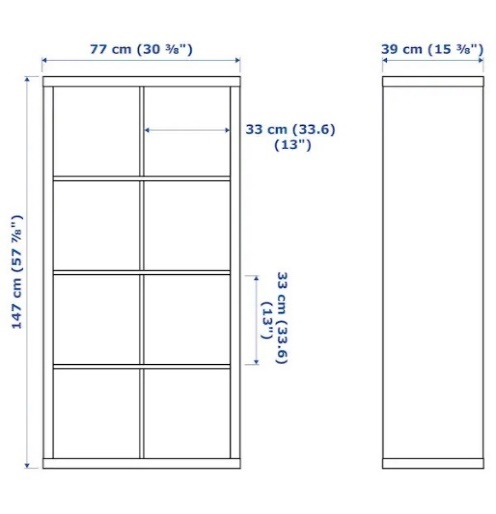 77 cm (30 ⅜")
39 cm (15 ⅜")
33 cm (33.6)
(13")
147 cm (57 ⅞")
33 cm (33.6)
(13")